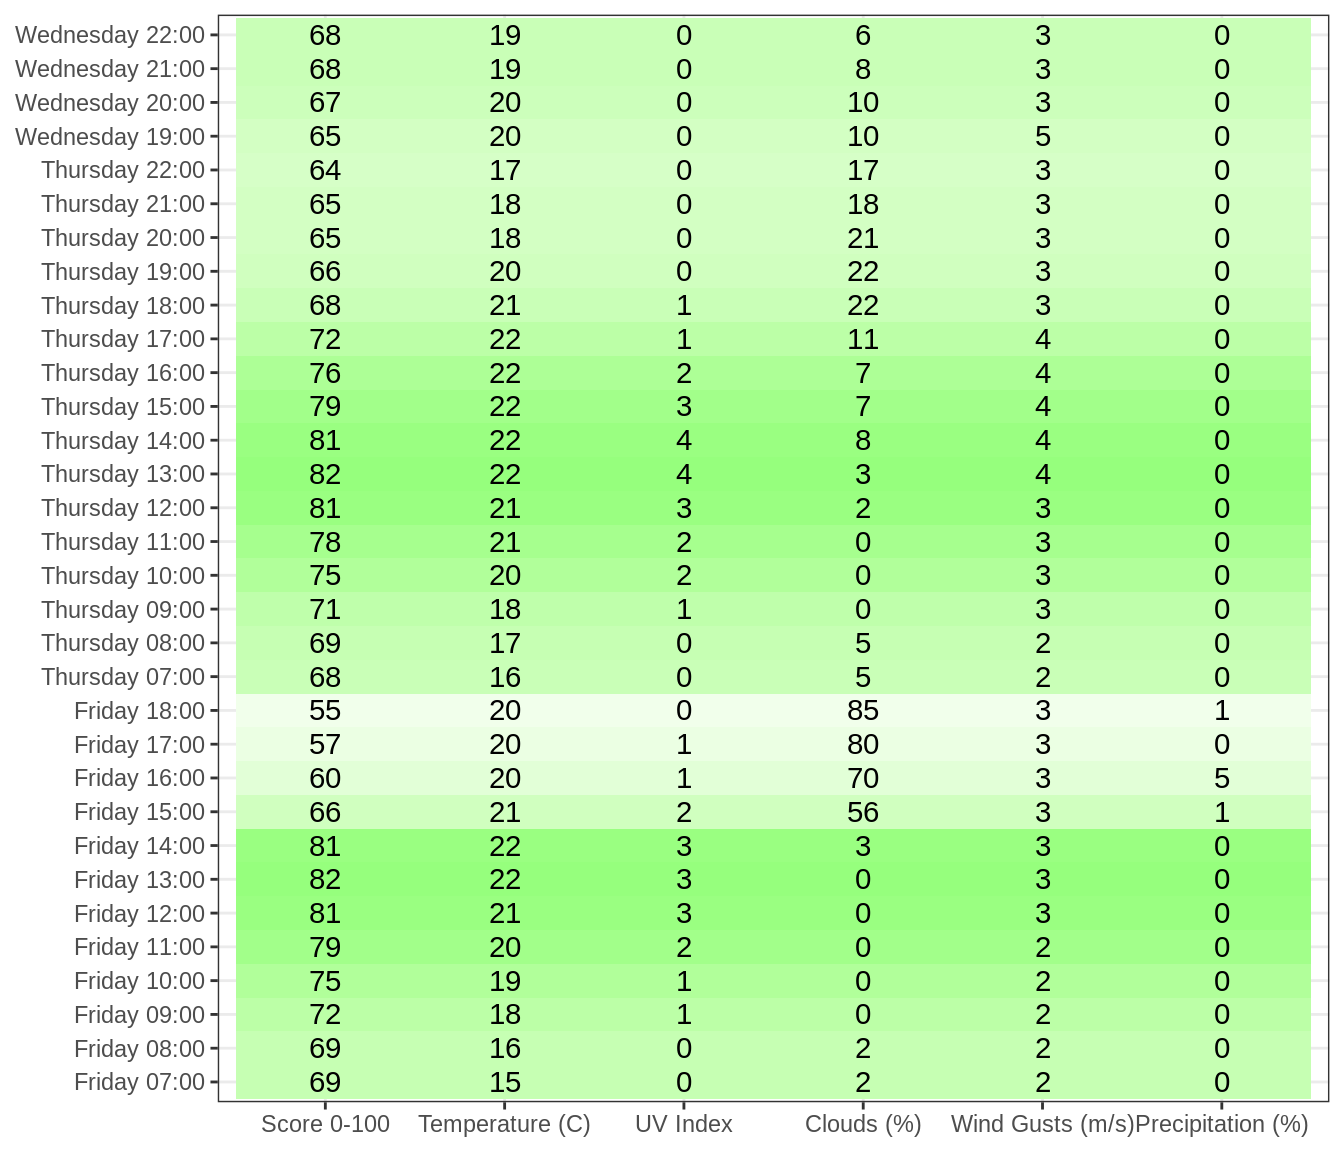 Wednesday 22:00 68 19 0 6 3 0
Wednesday 21:00 68 19 0 8 3 0
Wednesday 20:00 67 20 0 10 3 0
Wednesday 19:00 65 20 0 10 5 0
Thursday 22:00 64 17 0 17 3 0
Thursday 21:00 65 18 0 18 3 0
Thursday 20:00 65 18 0 21 3 0
Thursday 19:00 66 20 0 22 3 0
Thursday 18:00 68 21 1 22 3 0
Thursday 17:00 72 22 1 11 4 0
Thursday 16:00 76 22 2 7 4 0
Thursday 15:00 79 22 3 7 4 0
Thursday 14:00 81 22 4 8 4 0
Thursday 13:00 82 22 4 3 4 0
Thursday 12:00 81 21 3 2 3 0
Thursday 11:00 78 21 2 0 3 0
Thursday 10:00 75 20 2 0 3 0
Thursday 09:00 71 18 1 0 3 0
Thursday 08:00 69 17 0 5 2 0
Thursday 07:00 68 16 0 5 2 0
Friday 18:00 55 20 0 85 3 1
Friday 17:00 57 20 1 80 3 0
Friday 16:00 60 20 1 70 3 5
Friday 15:00 66 21 2 56 3 1
Friday 14:00 81 22 3 3 3 0
Friday 13:00 82 22 3 0 3 0
Friday 12:00 81 21 3 0 3 0
Friday 11:00 79 20 2 0 2 0
Friday 10:00 75 19 1 0 2 0
Friday 09:00 72 18 1 0 2 0
Friday 08:00 69 16 0 2 2 0
Friday 07:00 69 15 0 2 2 0
Score 0-100 Temperature (C) UV Index Clouds (%) Wind Gusts (m/s) Precipitation (%)